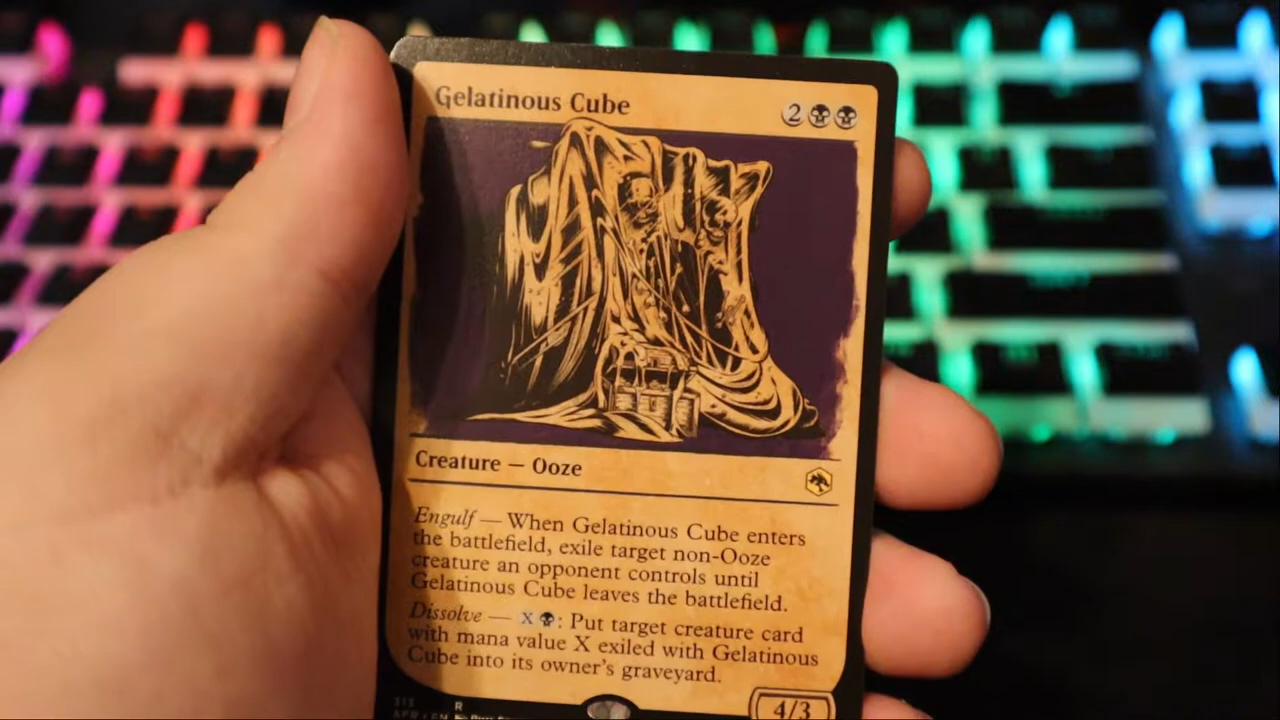 Gelatinous Cube 2
Creature — Ooze
Engulf — When Gelatinous Cube enters
the battlefield, exile target non-Ooze
creature an opponent controls until
Gelatinous Cube leaves the battlefield.
Dissolve — X : Put target creature card
with mana value X exiled with Gelatinous
Cube into its owner's graveyard.
313 R
4/3